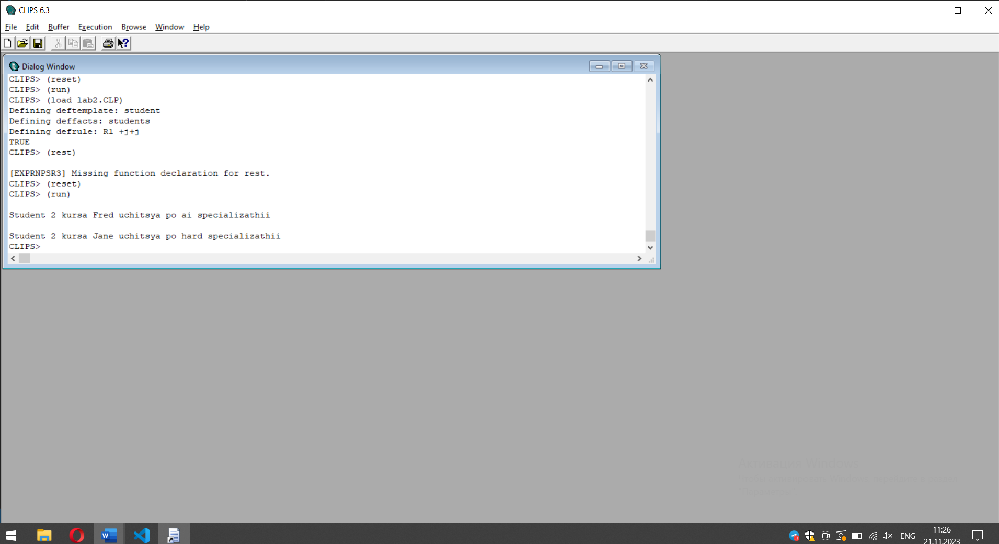 CLIPS 6.3
File Edit Buffer Execution Browse Window Help
Dialog Window
CLIPS> (reset)
CLIPS> (run)
CLIPS> (load lab2.CLP)
Defining deftemplate: student
Defining deffacts: students
Defining defrule: R1 +j+j
TRUE
CLIPS> (rest)
[EXPRNPSR3] Missing function declaration for rest.
CLIPS> (reset)
CLIPS> (run)
Student 2 kursa Fred uchitsya po ai specializathii
Student 2 kursa Jane uchitsya po hard specializathii
CLIPS>
Активация Windows
ENG
11:26
21.11.2023